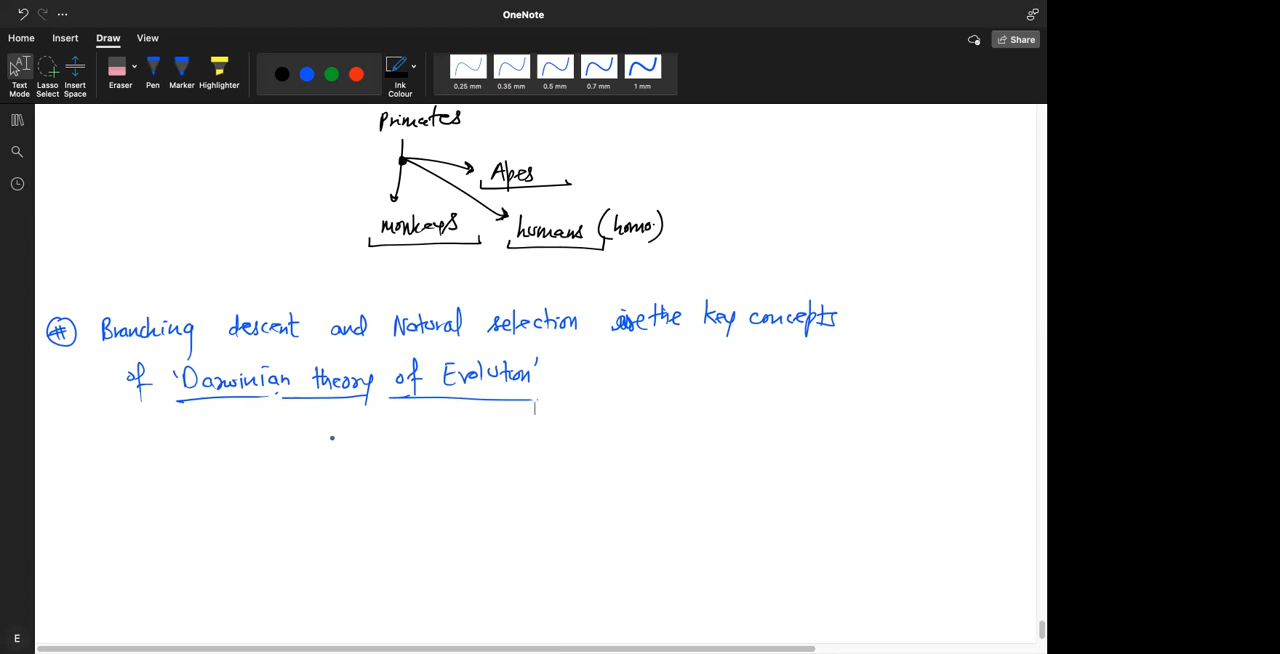 OneNote
Home Insert Draw View
Share
Text Mode
Lasso Select
Insert Space
Eraser
Pen
Marker
Highlighter
Ink Colour
0.25 mm
0.35 mm
0.5 mm
0.7 mm
1 mm
Primates
Apes
monkeys
humans (homo)
# Branching descent and Natural selection are the key concepts
of 'Darwinian theory of Evolution'
E